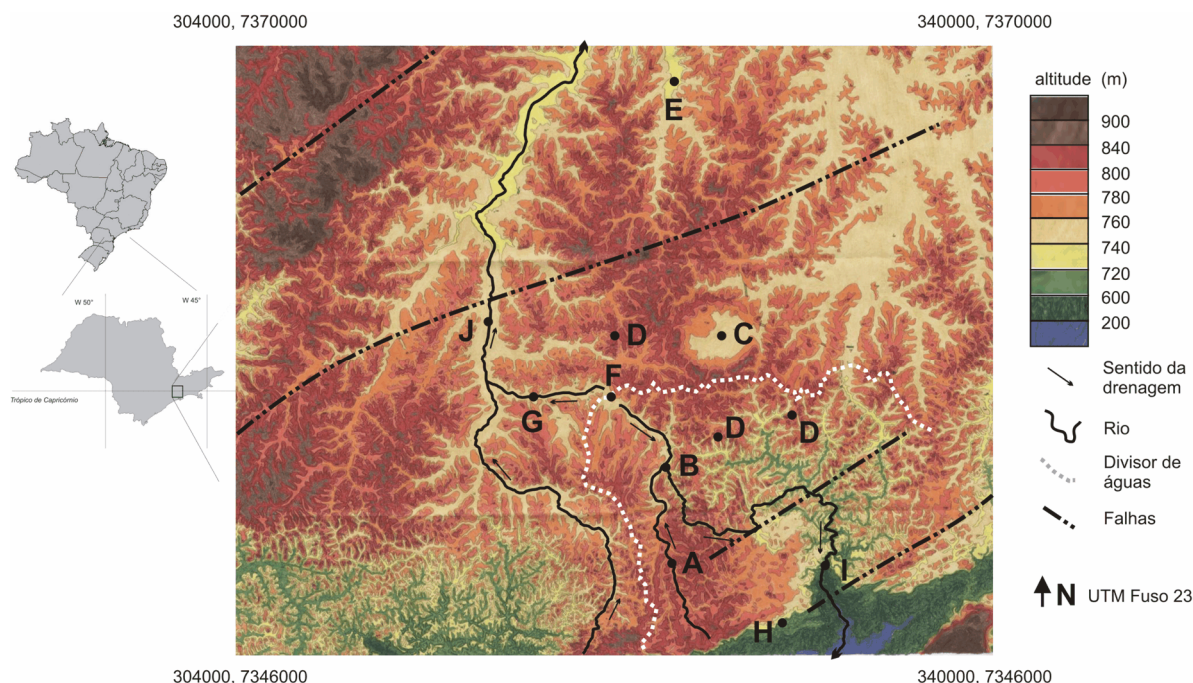 304000, 7370000
340000, 7370000
altitude (m)
900
840
800
780
760
740
720
600
200
E
J
D
C
F
G
D
D
B
A
I
H
W 50°
W 45°
Trópico de Capricórnio
Sentido da
drenagem
Rio
Divisor de
águas
Falhas
N UTM Fuso 23
304000, 7346000
340000, 7346000